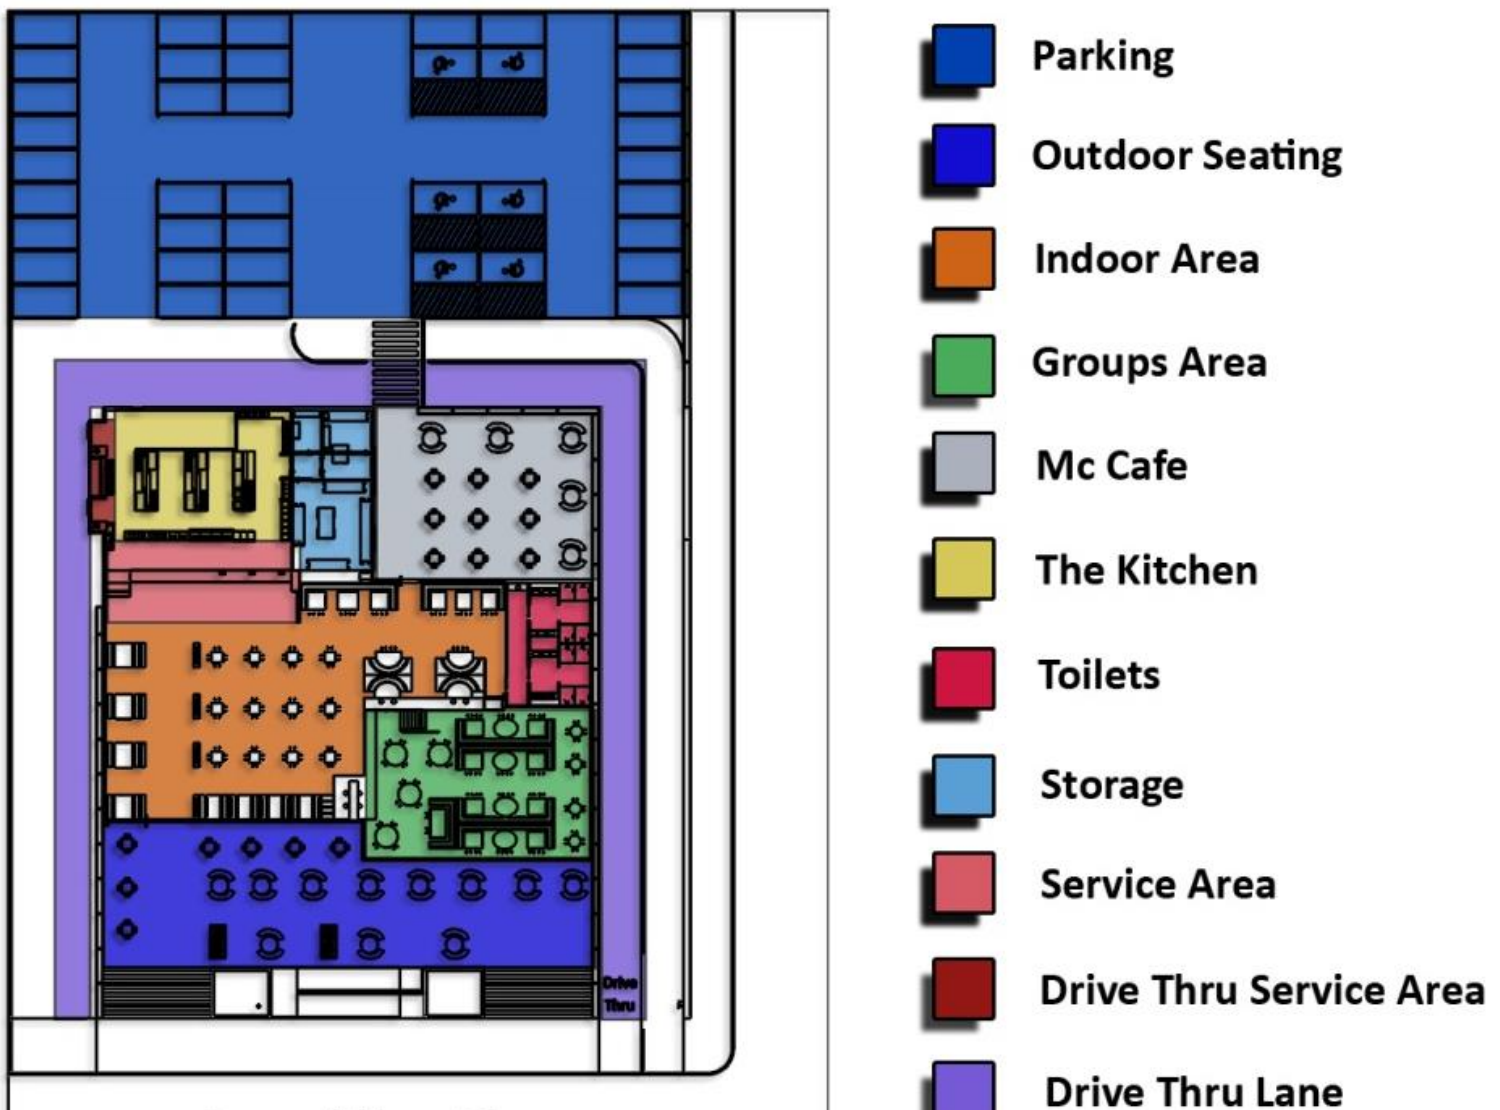 Parking
Outdoor Seating
Indoor Area
Groups Area
Mc Cafe
The Kitchen
Toilets
Storage
Service Area
Drive Thru Service Area
Drive Thru Lane
Drive
Thru